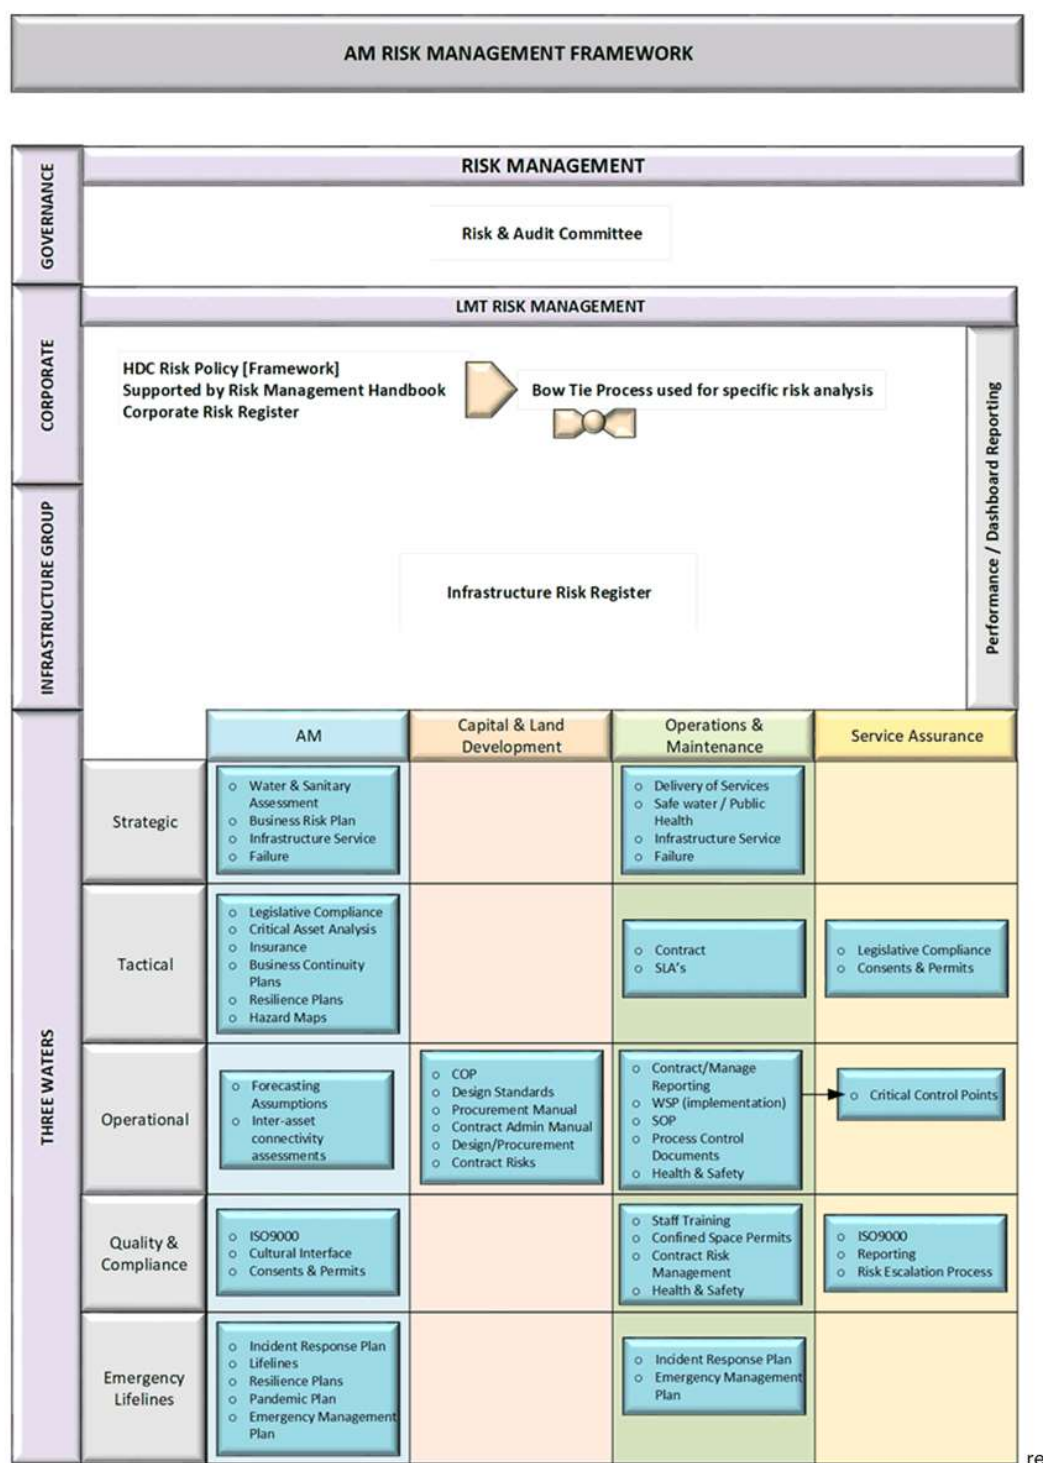 AM RISK MANAGEMENT FRAMEWORK
GOVERNANCE
RISK MANAGEMENT
Risk & Audit Committee
CORPORATE
LMT RISK MANAGEMENT
HDC Risk Policy [Framework]
Supported by Risk Management Handbook
Corporate Risk Register
Bow Tie Process used for specific risk analysis
Performance / Dashboard Reporting
INFRASTRUCTURE GROUP
Infrastructure Risk Register
THREE WATERS
AM
Capital & Land
Development
Operations &
Maintenance
Service Assurance
Strategic
o Water & Sanitary
Assessment
o Business Risk Plan
o Infrastructure Service
o Failure
o Delivery of Services
o Safe water / Public
Health
o Infrastructure Service
o Failure
Tactical
o Legislative Compliance
o Critical Asset Analysis
o Insurance
o Business Continuity
Plans
o Resilience Plans
o Hazard Maps
o Contract
o SLA's
o Legislative Compliance
o Consents & Permits
Operational
o Forecasting
Assumptions
o Inter-asset
connectivity
assessments
o COP
o Design Standards
o Procurement Manual
o Contract Admin Manual
o Design/Procurement
o Contract Risks
o Contract/Manage
Reporting
o WSP (implementation)
o SOP
o Process Control
Documents
o Health & Safety
o Critical Control Points
Quality &
Compliance
o ISO9000
o Cultural Interface
o Consents & Permits
o Staff Training
o Confined Space Permits
o Contract Risk
Management
o Health & Safety
o ISO9000
o Reporting
o Risk Escalation Process
Emergency
Lifelines
o Incident Response Plan
o Lifelines
o Resilience Plans
o Pandemic Plan
o Emergency Management
Plan
o Incident Response Plan
o Emergency Management
Plan
re